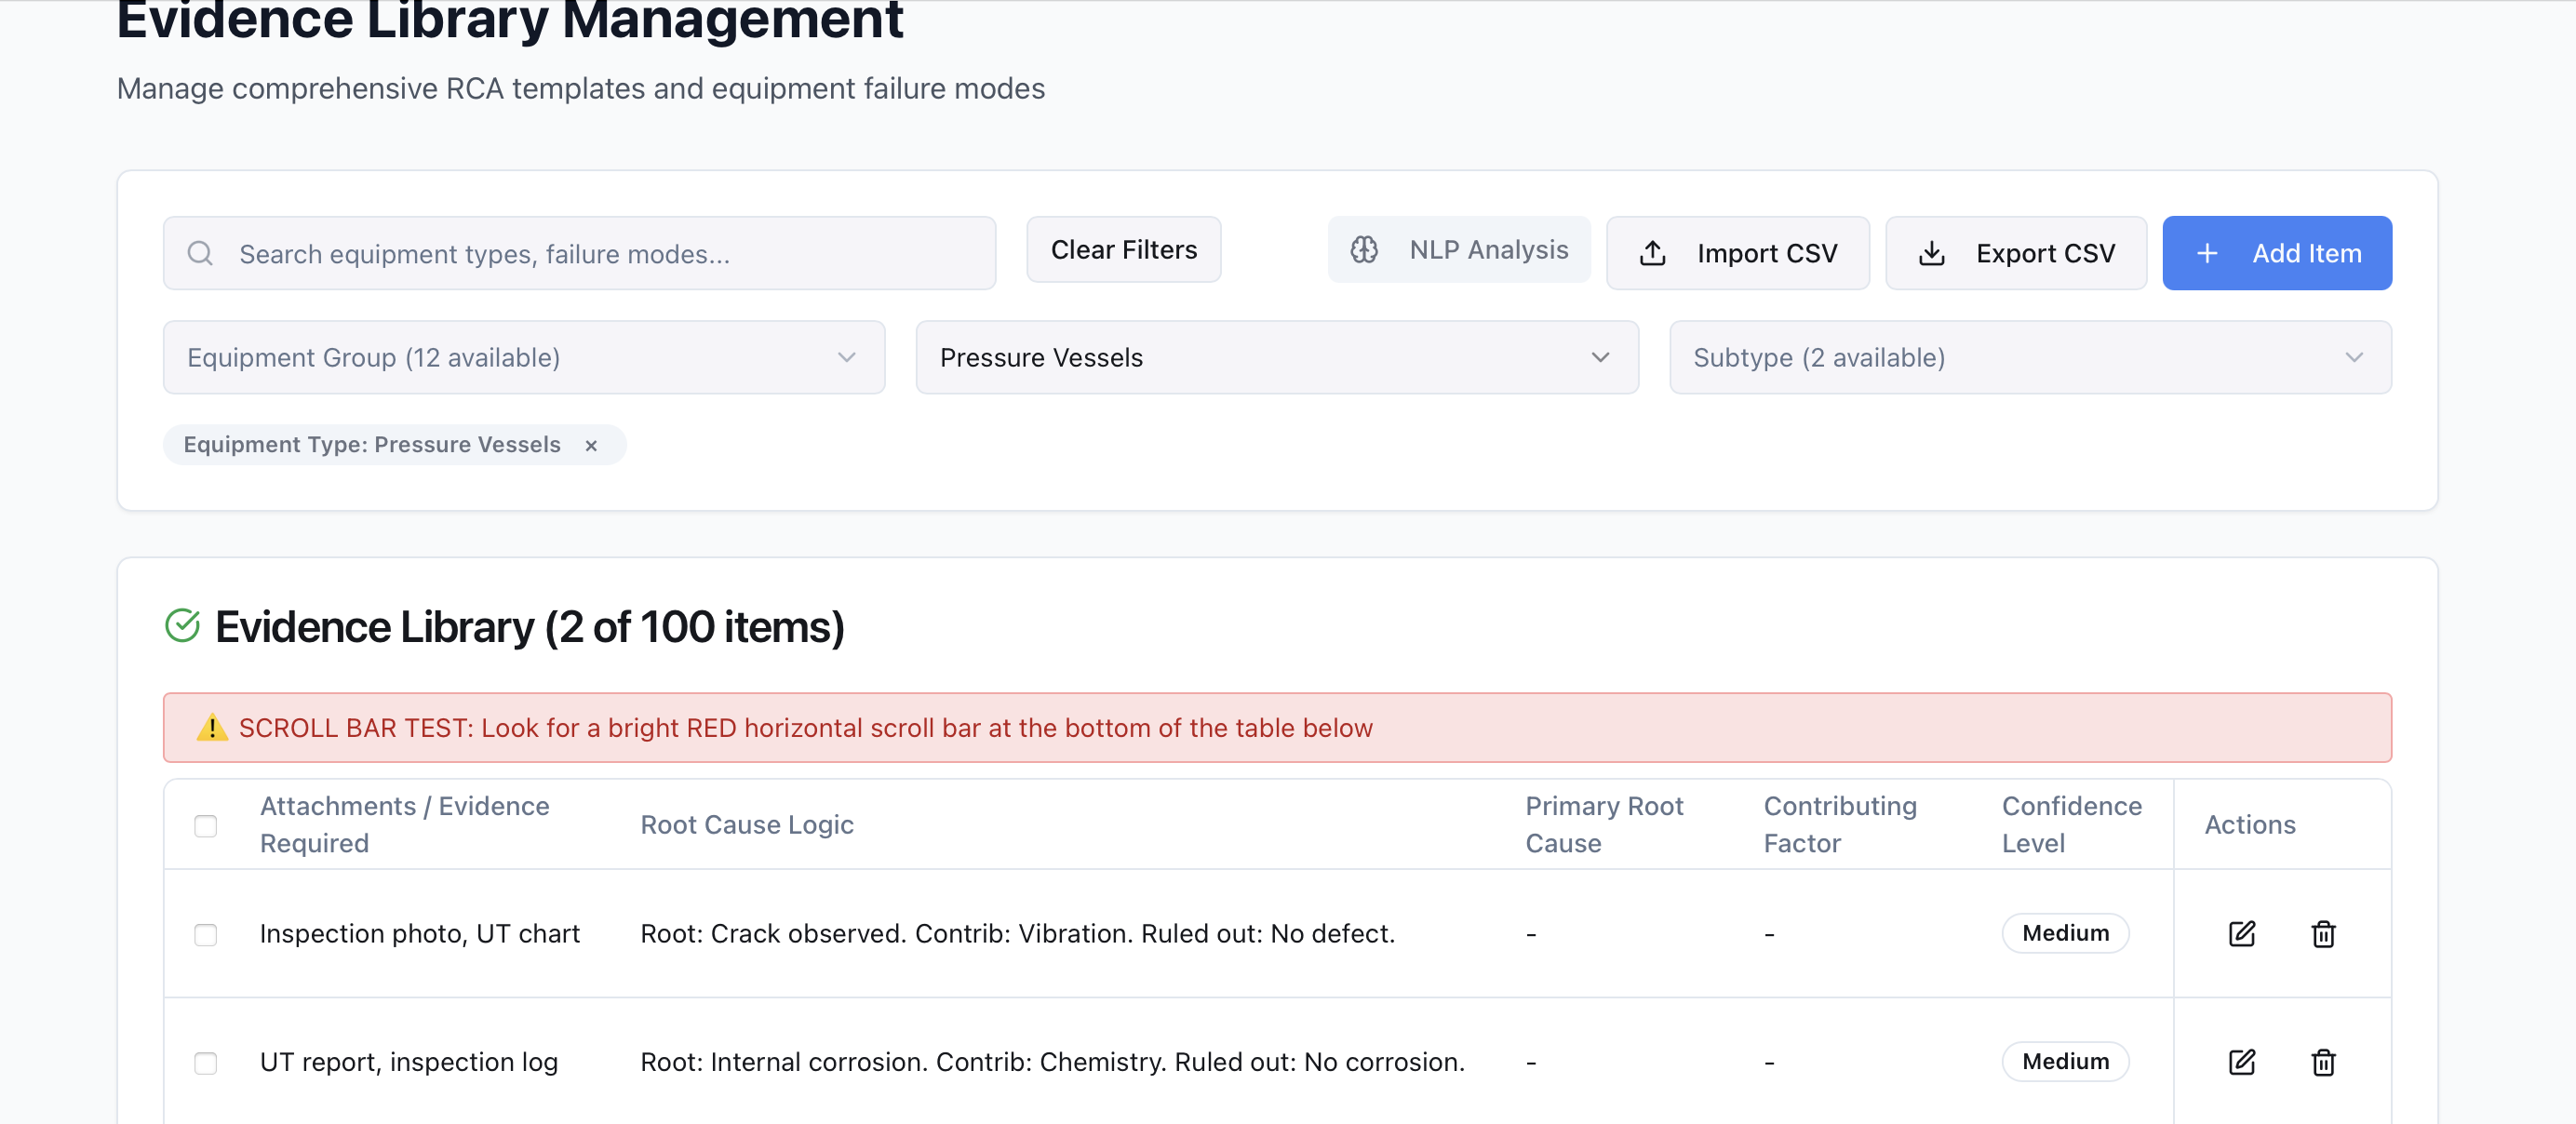 Evidence Library Management
Manage comprehensive RCA templates and equipment failure modes
Search equipment types, failure modes...
Clear Filters
NLP Analysis
Import CSV
Export CSV
Add Item
Equipment Group (12 available)
Pressure Vessels
Subtype (2 available)
Equipment Type: Pressure Vessels ×
Evidence Library (2 of 100 items)
⚠️ SCROLL BAR TEST: Look for a bright RED horizontal scroll bar at the bottom of the table below
Attachments / Evidence
Required
Root Cause Logic
Primary Root
Cause
Contributing
Factor
Confidence
Level
Actions
Inspection photo, UT chart
Root: Crack observed. Contrib: Vibration. Ruled out: No defect.
-
-
Medium
UT report, inspection log
Root: Internal corrosion. Contrib: Chemistry. Ruled out: No corrosion.
-
-
Medium